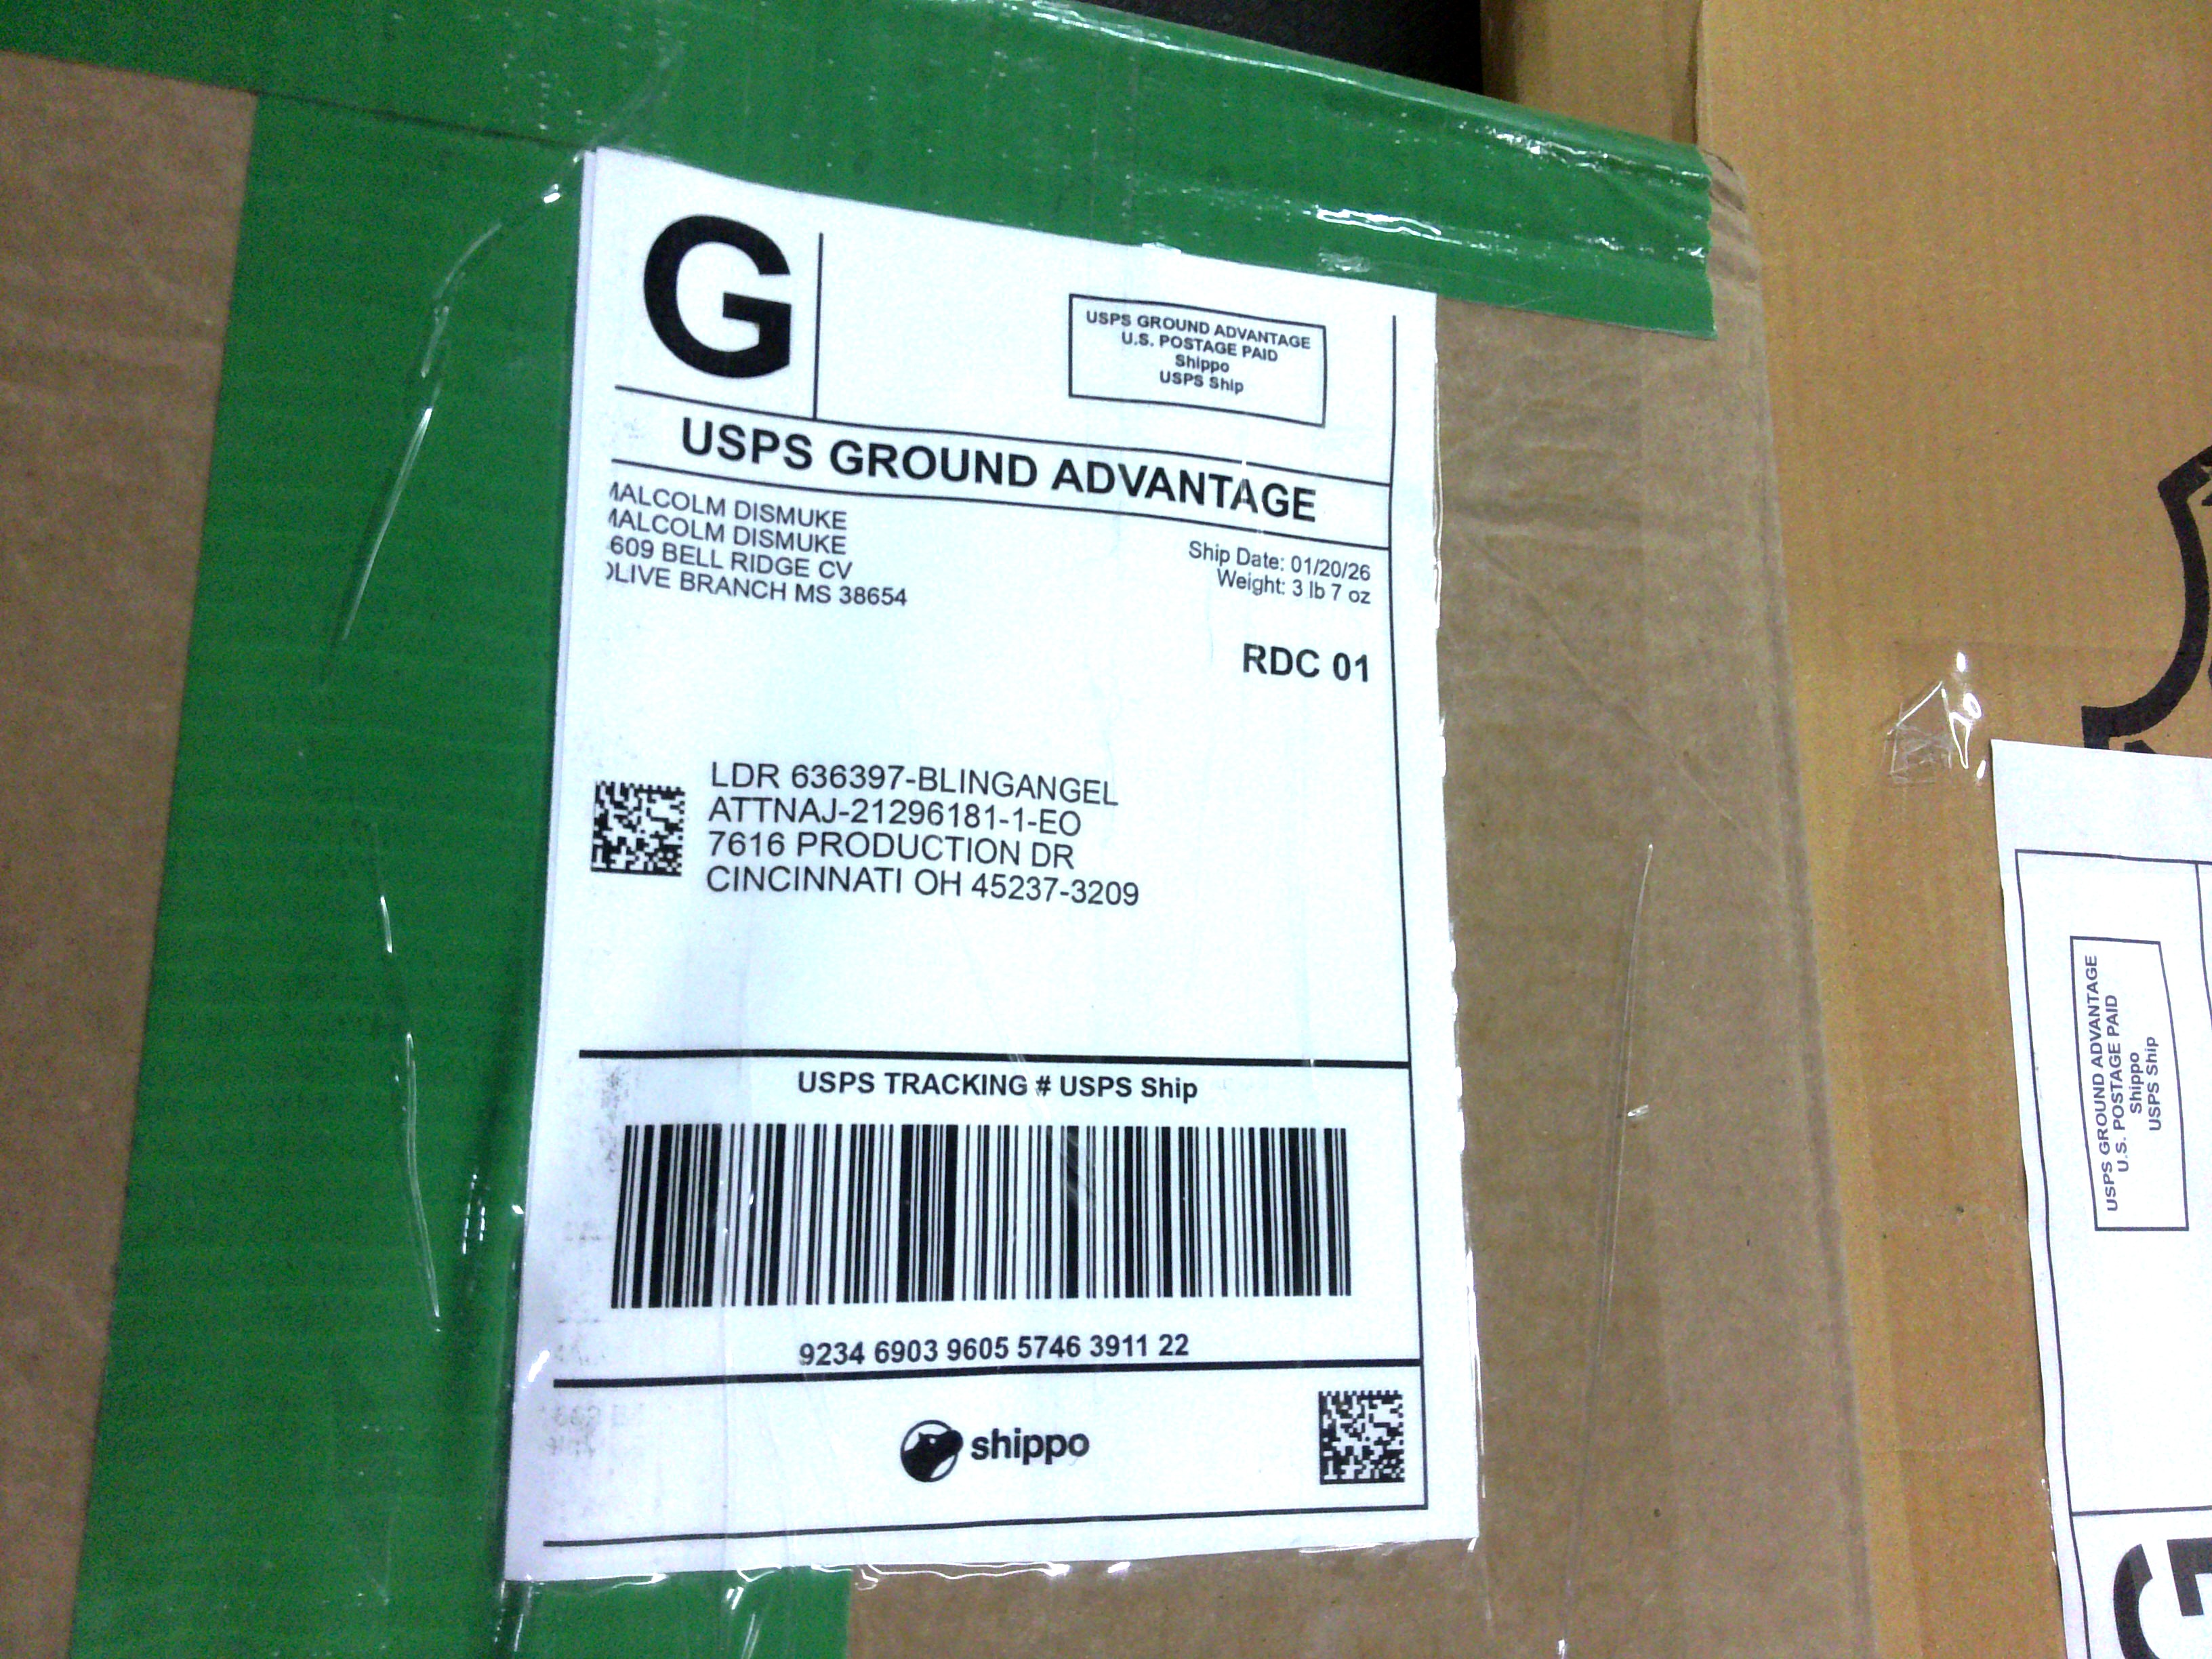 G
USPS GROUND ADVANTAGE
U.S. POSTAGE PAID
Shippo
USPS Ship
USPS GROUND ADVANTAGE
ALCOLM DISMUKE
ALCOLM DISMUKE
609 BELL RIDGE CV
LIVE BRANCH MS 38654
Ship Date: 01/20/26
Weight: 3 lb 7 oz
RDC 01
LDR 636397-BLINGANGEL
ATTNAJ-21296181-1-EO
7616 PRODUCTION DR
CINCINNATI OH 45237-3209
USPS TRACKING # USPS Ship
9234 6903 9605 5746 3911 22
shippo
USPS GROUND ADVANTAGE
U.S. POSTAGE PAID
Shippo
USPS Ship
G